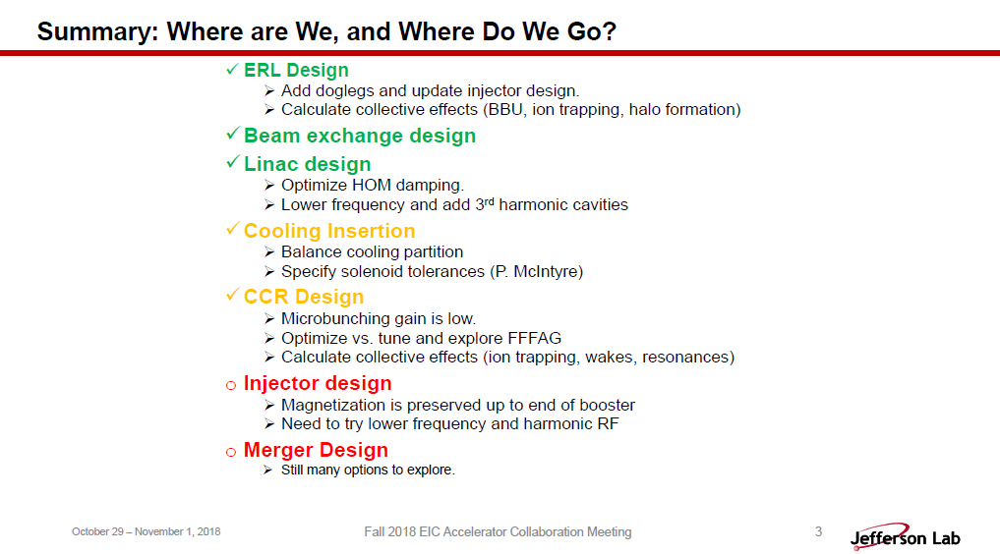 Summary: Where are We, and Where Do We Go?
✓ ERL Design
➢ Add doglegs and update injector design.
➢ Calculate collective effects (BBU, ion trapping, halo formation)
✓ Beam exchange design
✓ Linac design
➢ Optimize HOM damping.
➢ Lower frequency and add 3rd harmonic cavities
✓ Cooling Insertion
➢ Balance cooling partition
➢ Specify solenoid tolerances (P. McIntyre)
✓ CCR Design
➢ Microbunching gain is low.
➢ Optimize vs. tune and explore FFFAG
➢ Calculate collective effects (ion trapping, wakes, resonances)
o Injector design
➢ Magnetization is preserved up to end of booster
➢ Need to try lower frequency and harmonic RF
o Merger Design
➢ Still many options to explore.
October 29 – November 1, 2018 Fall 2018 EIC Accelerator Collaboration Meeting 3 Jefferson Lab